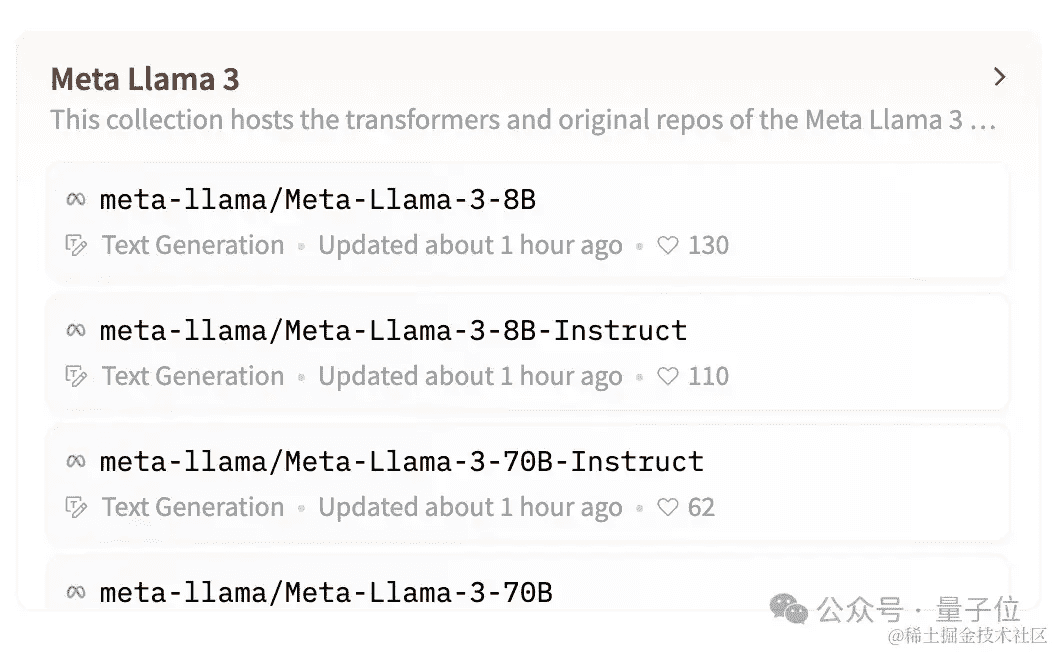 Meta Llama 3
This collection hosts the transformers and original repos of the Meta Llama 3 ...
meta-llama/Meta-Llama-3-8B
Text Generation • Updated about 1 hour ago • ♡ 130
meta-llama/Meta-Llama-3-8B-Instruct
Text Generation • Updated about 1 hour ago • ♡ 110
meta-llama/Meta-Llama-3-70B-Instruct
Text Generation • Updated about 1 hour ago • ♡ 62
meta-llama/Meta-Llama-3-70B
公众号 · 量子位
@稀土掘金技术社区